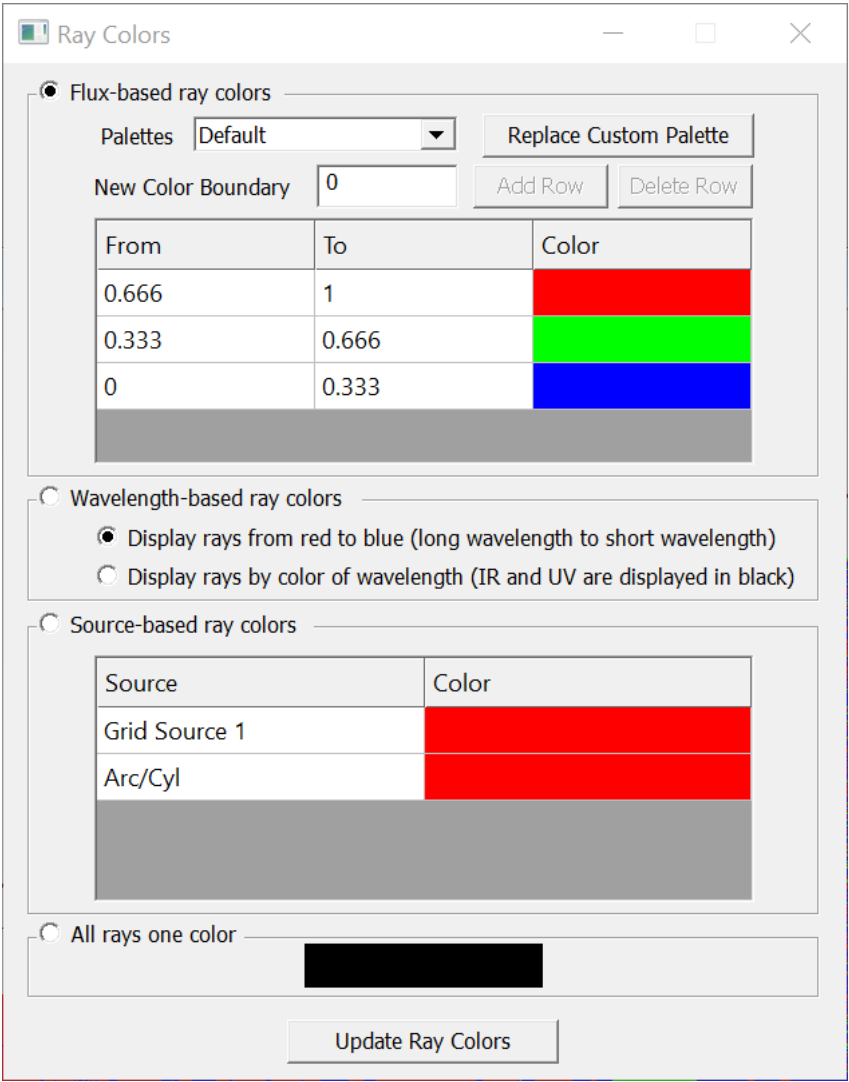 Ray Colors
Flux-based ray colors
Palettes Default Replace Custom Palette
New Color Boundary 0 Add Row Delete Row
From To Color
0.666 1
0.333 0.666
0 0.333
Wavelength-based ray colors
Display rays from red to blue (long wavelength to short wavelength)
Display rays by color of wavelength (IR and UV are displayed in black)
Source-based ray colors
Source Color
Grid Source 1
Arc/Cyl
All rays one color
Update Ray Colors